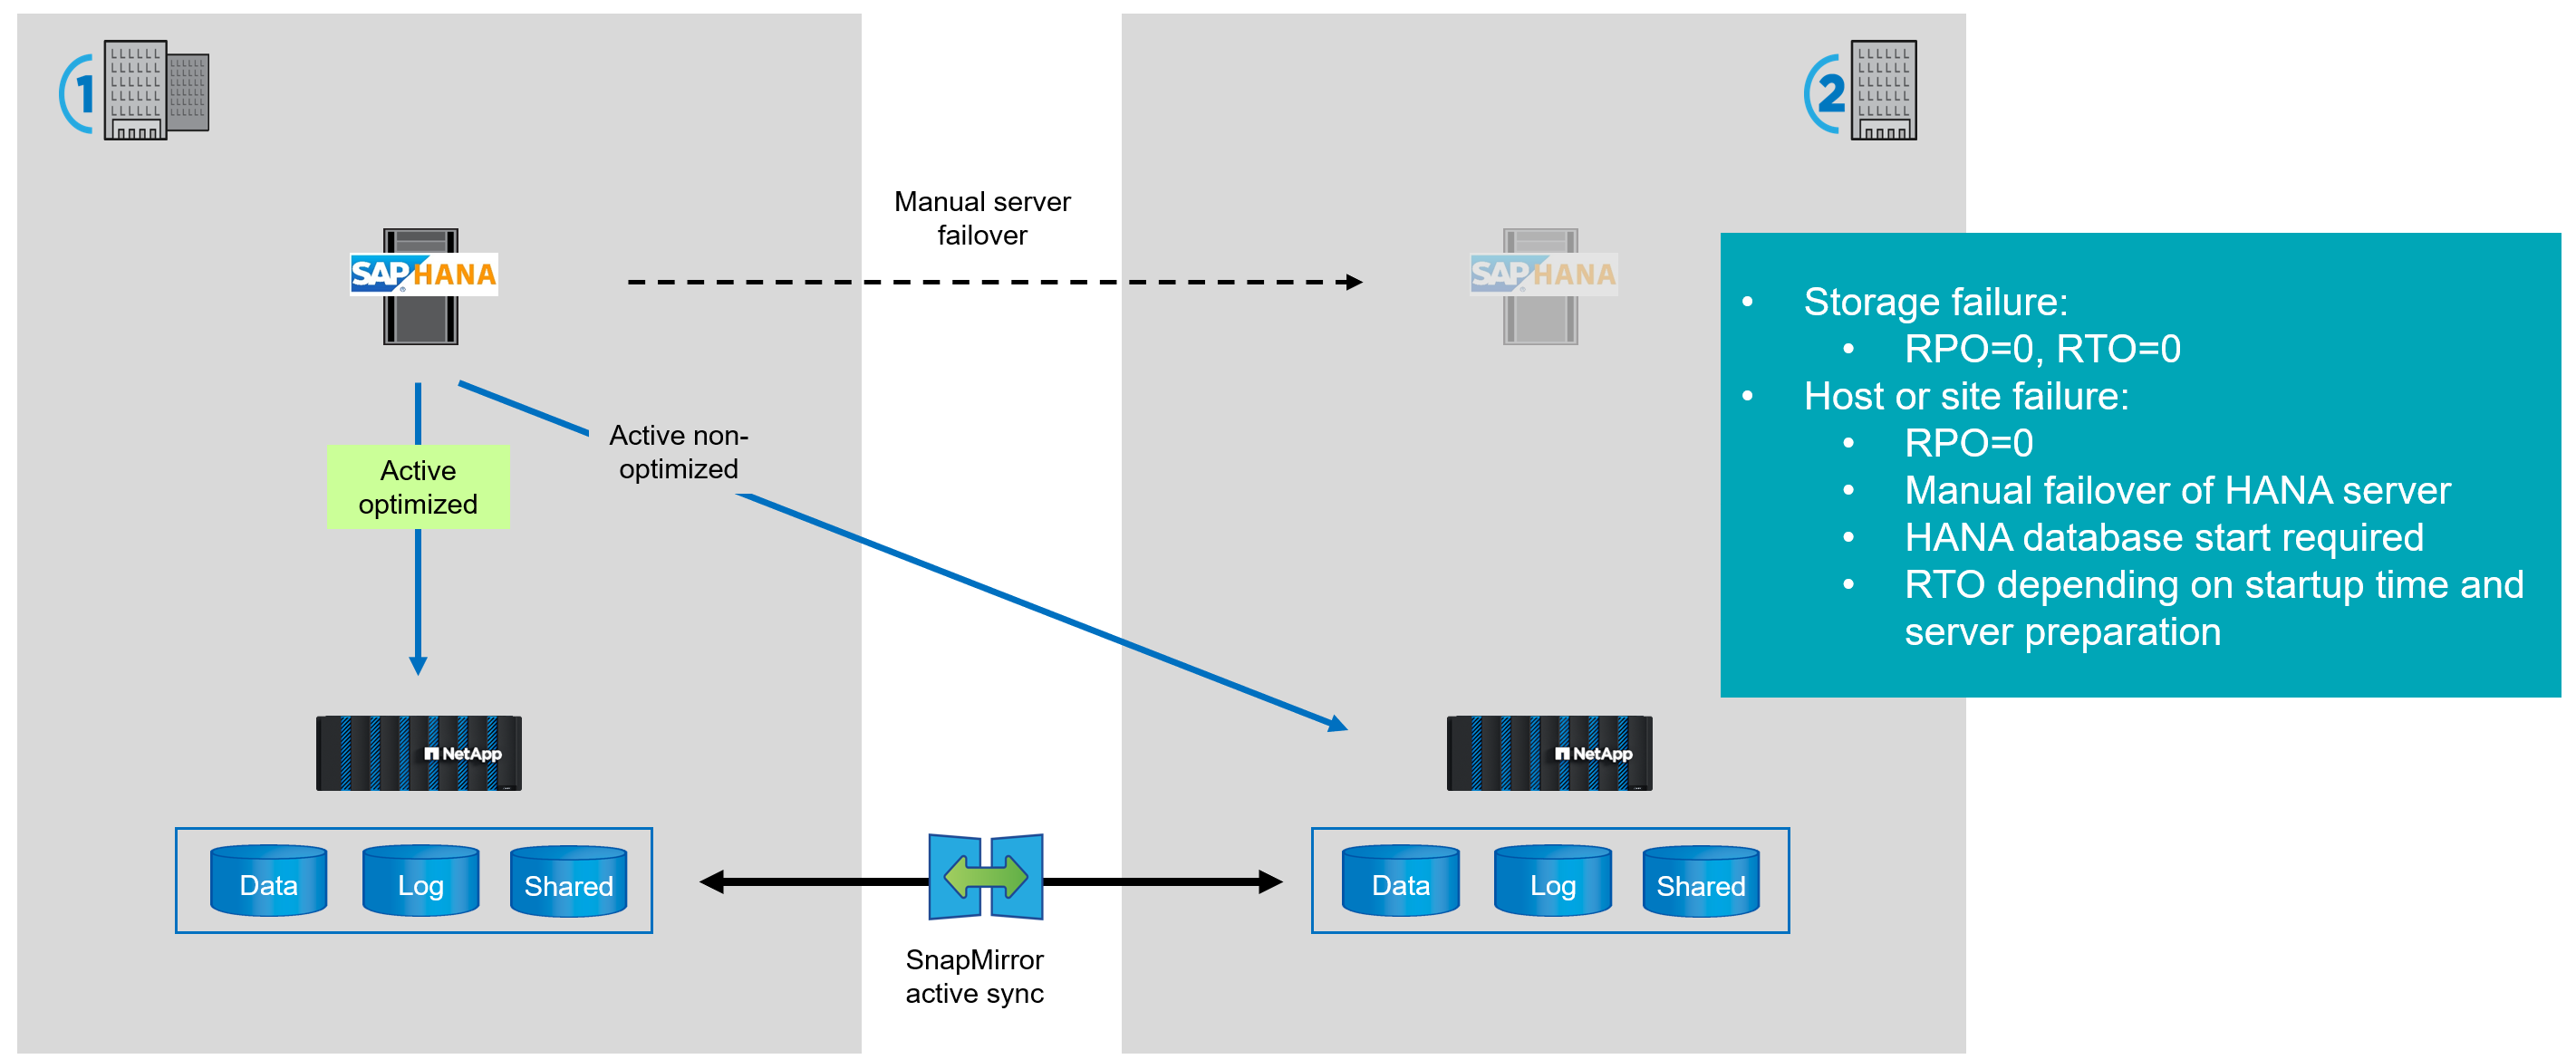 1
2
Manual server
failover
SAP HANA
SAP HANA
• Storage failure:
• RPO=0, RTO=0
• Host or site failure:
• RPO=0
• Manual failover of HANA server
• HANA database start required
• RTO depending on startup time and
server preparation
Active non-
optimized
Active
optimized
NetApp
NetApp
Data
Log
Shared
Data
Log
Shared
SnapMirror
active sync